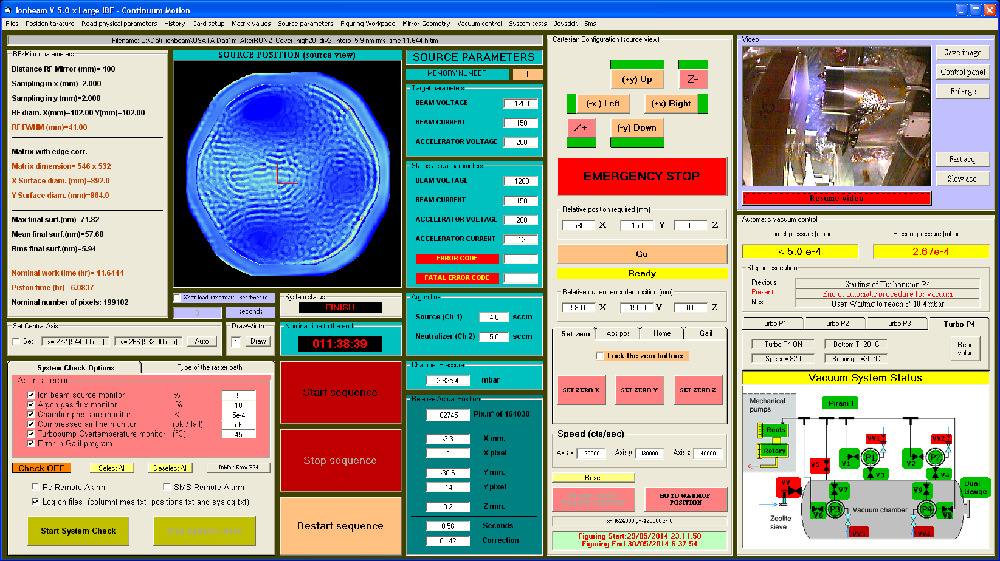 Ionbeam V 5.0 x Large IBF - Continuum Motion
Files Position tarature Read physical parameters History Card setup Matrix values Source parameters Figuring Workpage Mirror Geometry Vacuum control System tests Joystick Sms
Filename: C:\Dati_ionbeam\USATA Dati1m_AfterRUN2_Cover_high20_div2_interp_5.9 nm rms_time 11.644 h.tim
RF/Mirror parameters
Distance RF-Mirror (mm)= 100
Sampling in x (mm)=2.000
Sampling in y (mm)=2.000
RF diam. X(mm)=102.00 Y(mm)=102.00
RF FWHM (mm)=41.00
Matrix with edge corr.
Matrix dimension= 546 x 532
X Surface diam. (mm)=892.0
Y Surface diam. (mm)=864.0
Max final surf.(nm)=71.82
Mean final surf.(nm)=57.68
Rms final surf.(nm)=5.94
Nominal work time (hr)= 11.6444
Piston time (hr)= 6.0837
Nominal number of pixels: 199102
SOURCE POSITION (source view)
When load time matrix set times to
0 seconds
System status
FINISH
Set Central Axis
Set x= 272 (544.00 mm) y= 266 (532.00 mm) Auto
DrawWidth
1 Draw
Nominal time to the end
011:38:39
System Check Options Type of the raster path
Abort selector
Ion beam source monitor % 5
Argon gas flux monitor % 10
Chamber pressure monitor < 5e-4
Compressed air line monitor (ok / fail) ok
Turbopump Overtemperature monitor (°C) 45
Error in Galil program
Check OFF Select All Deselect All Inhibit Error E24
Pc Remote Alarm SMS Remote Alarm
Log on files (columntimes.txt, positions.txt and syslog.txt)
Start System Check Stop System Check
Start sequence
Stop sequence
Restart sequence
SOURCE PARAMETERS
MEMORY NUMBER 1
Target parameters
BEAM VOLTAGE 1200
BEAM CURRENT 150
ACCELERATOR VOLTAGE 200
Status actual parameters
BEAM VOLTAGE 1200
BEAM CURRENT 150
ACCELERATOR VOLTAGE 200
ACCELERATOR CURRENT 12
ERROR CODE
FATAL ERROR CODE
Argon flux
Source (Ch 1) 4.0 sccm
Neutralizer (Ch 2) 5.0 sccm
Chamber Pressure
2.82e-4 mbar
Relative Actual Position
82745 Pix.n° of 164030
-2.3 X mm.
-1 X pixel
-30.6 Y mm.
-14 Y pixel
0.2 Z mm.
0.56 Seconds
0.142 Correction
Cartesian Configuration (source view)
(+y) Up Z-
(-x ) Left (+x) Right
Z+ (-y) Down
EMERGENCY STOP
Relative position required (mm)
580 X 150 Y 0 Z
Go
Ready
Relative current encoder position (mm)
580.0 X 150.0 Y 0.0 Z
Set zero Abs pos Home Galil
Lock the zero buttons
SET ZERO X SET ZERO Y SET ZERO Z
Speed (cts/sec)
Axis x 120000 Axis y 120000 Axis z 40000
Reset
WARMUP POSITION
GO TO WARMUP POSITION
x= 1624000 y=-420000 z= 0
Figuring Start:29/05/2014 23.11.58
Figuring End:30/05/2014 6.37.54
Video
Save image
Control panel
Enlarge
Fast acq.
Slow acq.
Resume video
Automatic vacuum control
Target pressure (mbar) Present pressure (mbar)
< 5.0 e-4 2.67e-4
Step in execution
Previous Starting of Turbopump P4
Present End of automatic procedure for vacuum
Next User Waiting to reach 5*10-4 mbar
Turbo P1 Turbo P2 Turbo P3 Turbo P4
Turbo P4 ON Bottom T=28 °C
Speed= 820 Bearing T=30 °C
Read value
Vacuum System Status
Mechanical pumps
Pirani 1
Roots
Rotary
VV1 VV2
V5 V1 P1 V2 P2
V3 V4
VV V7 V9 Dual Gauge
V6 P3 Vacuum chamber P4 V8
Zeolite sieve
VV3 VV4